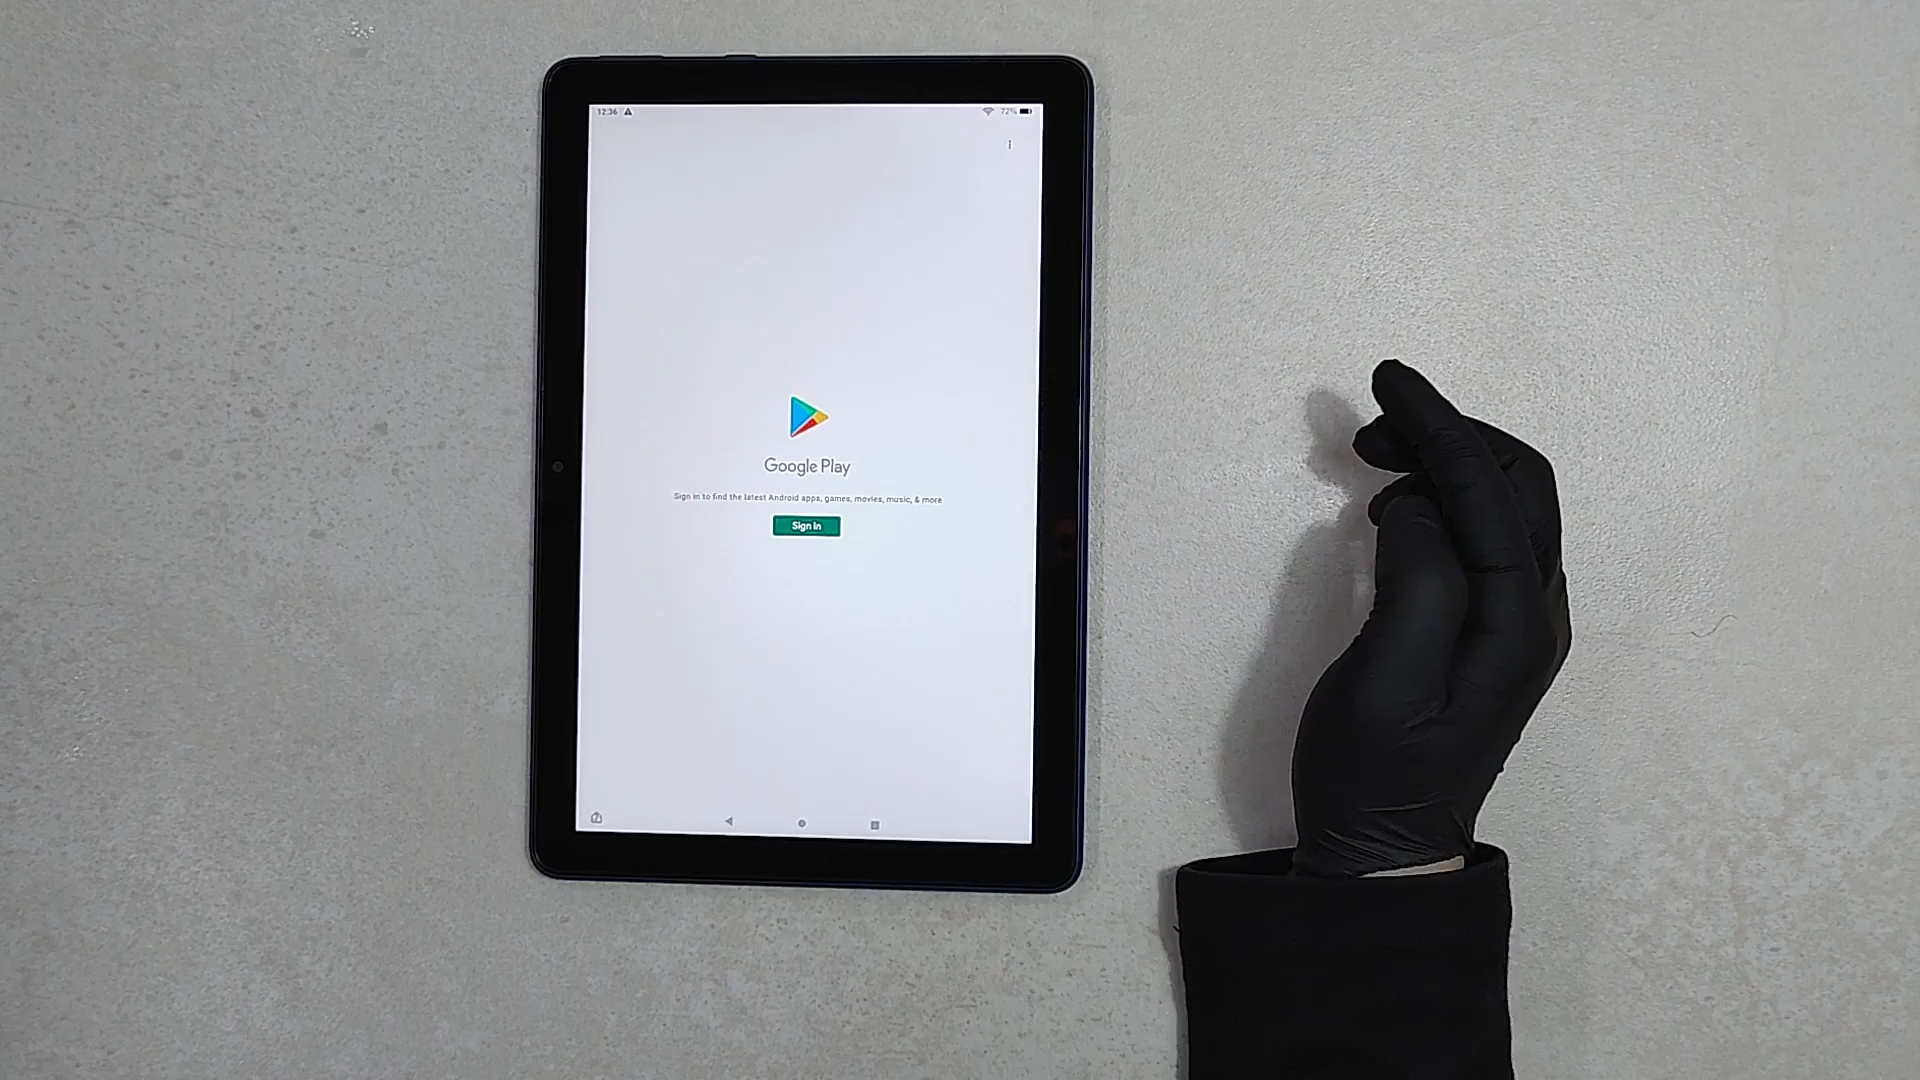 12:36
72%
Google Play
Sign in to find the latest Android apps, games, movies, music, & more
Sign in